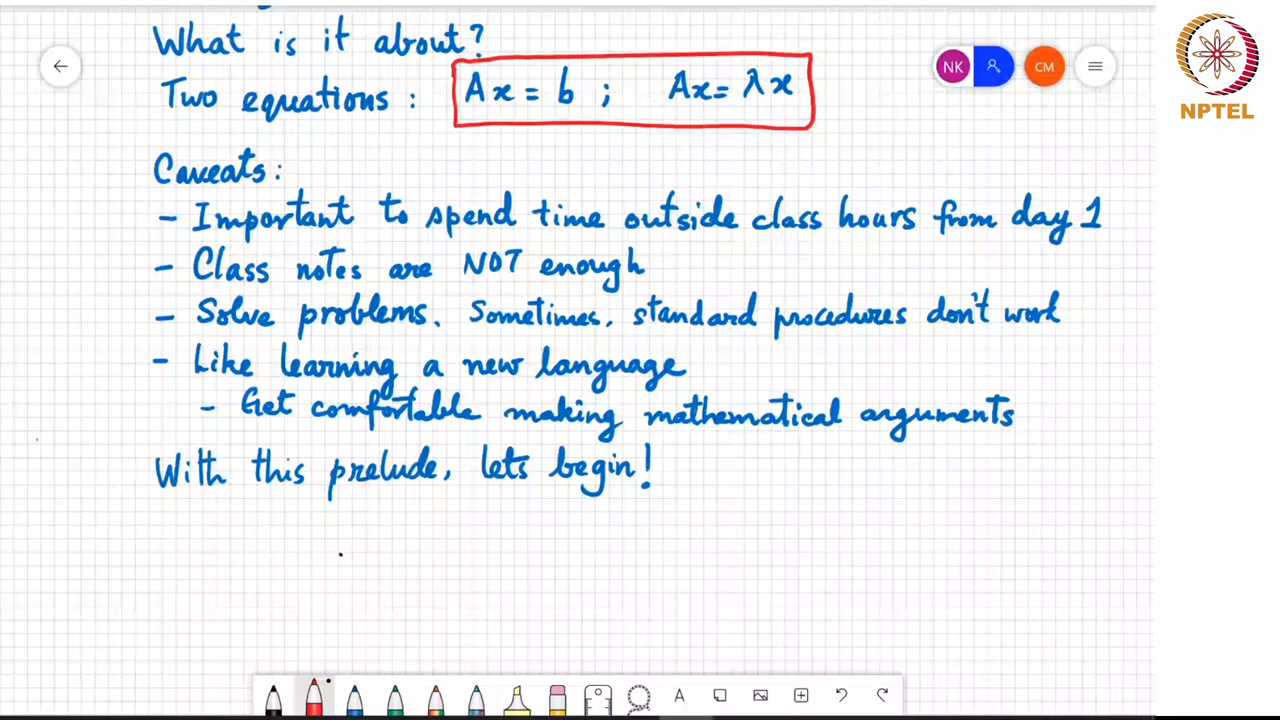 What is it about?
Two equations : Ax = b ; Ax = λx
Caveats:
- Important to spend time outside class hours from day 1
- Class notes are NOT enough
- Solve problems. Sometimes, standard procedures don't work
- Like learning a new language
- Get comfortable making mathematical arguments
With this prelude, lets begin!
NK
CM
NPTEL
A